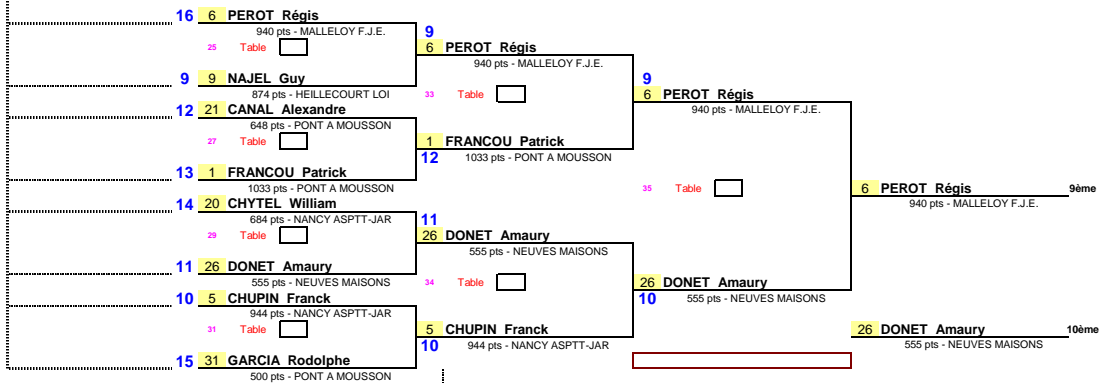 16 6 PEROT Régis
940 pts - MALLELOY F.J.E.
25 Table
9 9 NAJEL Guy
874 pts - HEILLECOURT LOI
12 21 CANAL Alexandre
648 pts - PONT A MOUSSON
27 Table
13 1 FRANCOU Patrick
1033 pts - PONT A MOUSSON
14 20 CHYTEL William
684 pts - NANCY ASPTT-JAR
29 Table
11 26 DONET Amaury
555 pts - NEUVES MAISONS
10 5 CHUPIN Franck
944 pts - NANCY ASPTT-JAR
31 Table
15 31 GARCIA Rodolphe
500 pts - PONT A MOUSSON
9
6 PEROT Régis
940 pts - MALLELOY F.J.E.
33 Table
1 FRANCOU Patrick
12 1033 pts - PONT A MOUSSON
11
26 DONET Amaury
555 pts - NEUVES MAISONS
34 Table
5 CHUPIN Franck
10 944 pts - NANCY ASPTT-JAR
9
6 PEROT Régis
940 pts - MALLELOY F.J.E.
35 Table
26 DONET Amaury
10 555 pts - NEUVES MAISONS
6 PEROT Régis 9ème
940 pts - MALLELOY F.J.E.
26 DONET Amaury 10ème
555 pts - NEUVES MAISONS